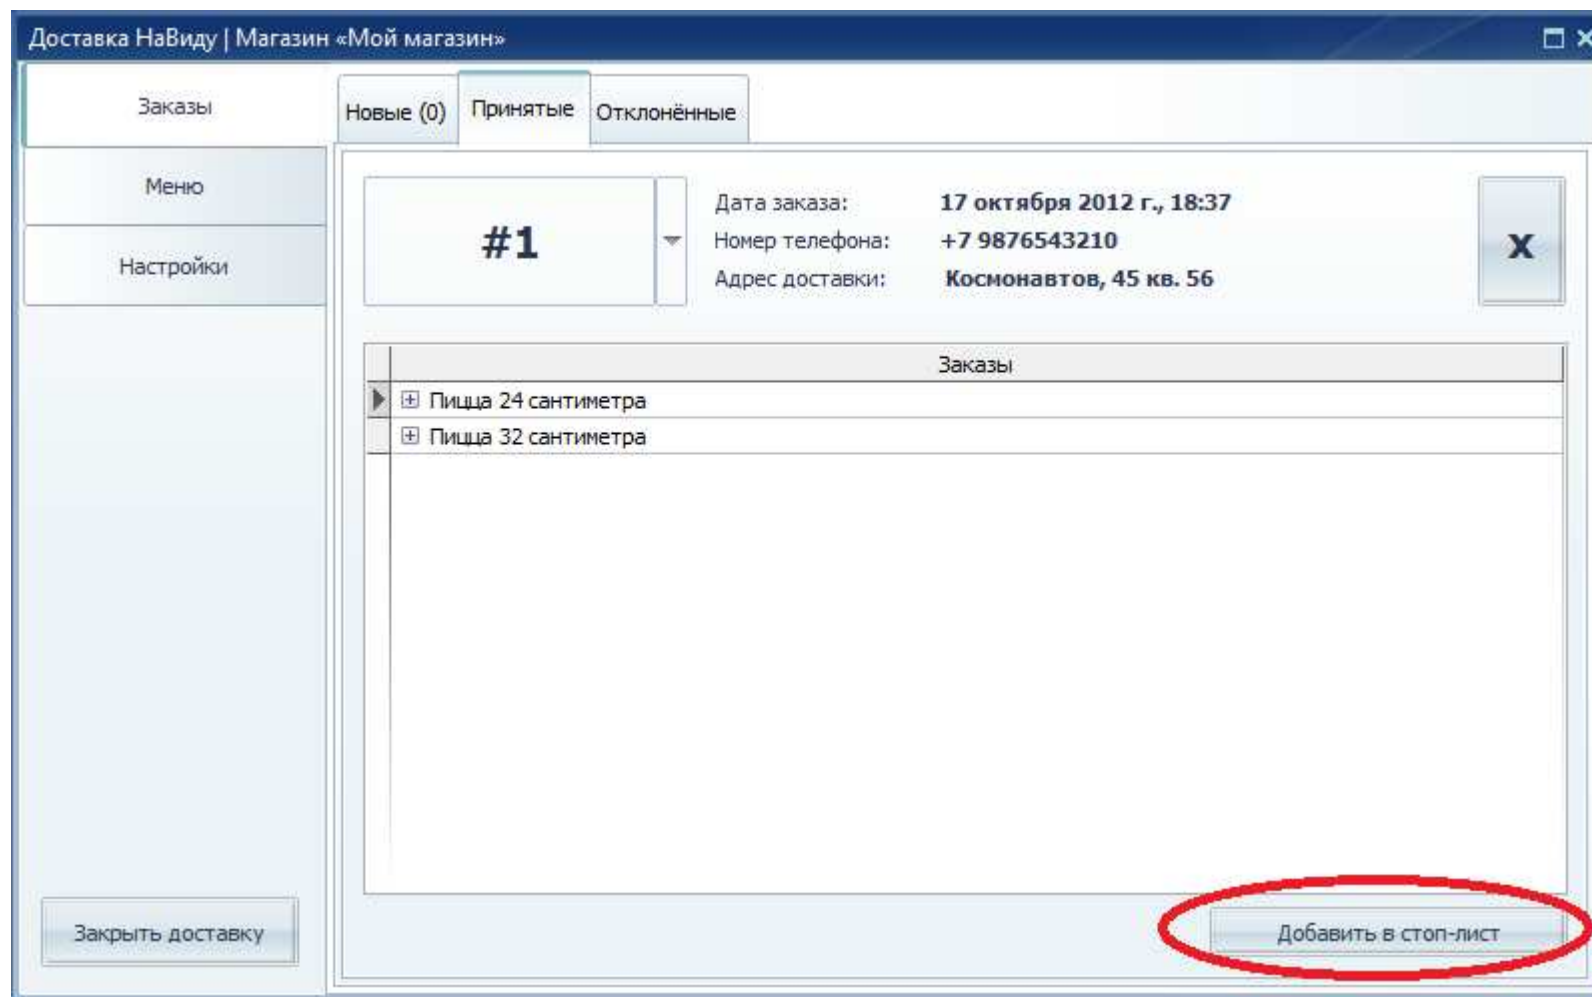 Доставка НаВиду | Магазин «Мой магазин»
Заказы
Меню
Настройки
Новые (0) Принятые Отклонённые
#1
Дата заказа: 17 октября 2012 г., 18:37
Номер телефона: +7 9876543210
Адрес доставки: Космонавтов, 45 кв. 56
X
Заказы
Пицца 24 сантиметра
Пицца 32 сантиметра
Закрыть доставку
Добавить в стоп-лист